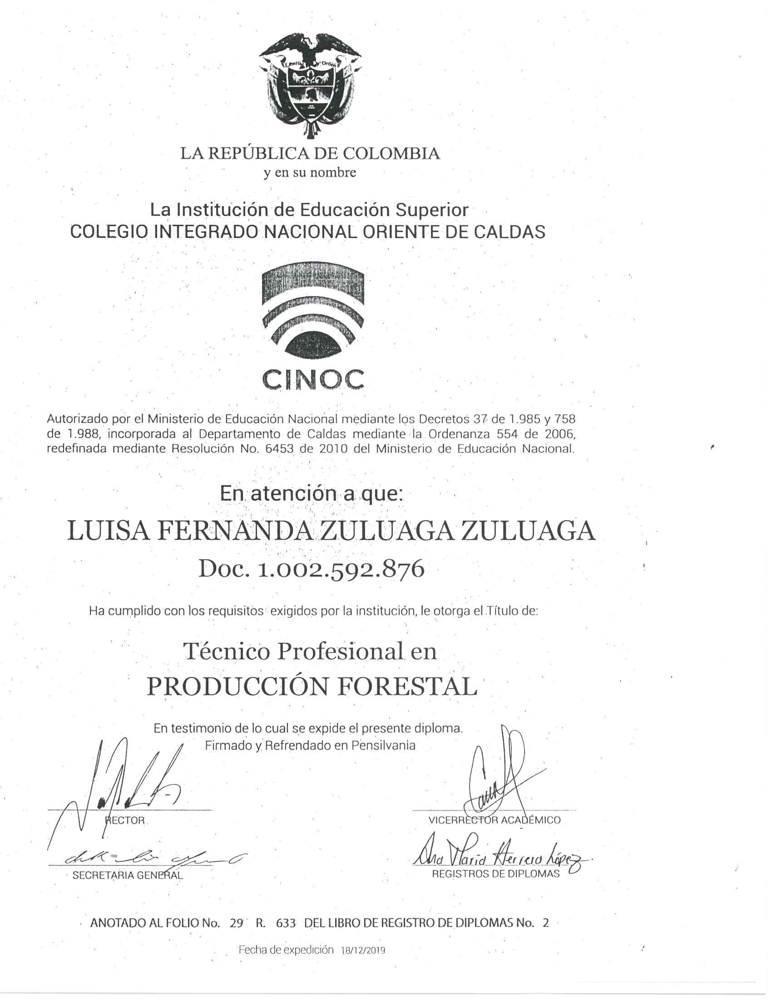 Libertad y Orden
LA REPÚBLICA DE COLOMBIA
y en su nombre
La Institución de Educación Superior
COLEGIO INTEGRADO NACIONAL ORIENTE DE CALDAS
CINOC
Autorizado por el Ministerio de Educación Nacional mediante los Decretos 37 de 1.985 y 758
de 1.988, incorporada al Departamento de Caldas mediante la Ordenanza 554 de 2006,
redefinada mediante Resolución No. 6453 de 2010 del Ministerio de Educación Nacional.
En atención a que:
LUISA FERNANDA ZULUAGA ZULUAGA
Doc. 1.002.592.876
Ha cumplido con los requisitos exigidos por la institución, le otorga el Título de:
Técnico Profesional en
PRODUCCIÓN FORESTAL
En testimonio de lo cual se expide el presente diploma.
Firmado y Refrendado en Pensilvania
RECTOR
VICERRECTOR ACADÉMICO
Ana María Herrera López
SECRETARIA GENERAL
REGISTROS DE DIPLOMAS
ANOTADO AL FOLIO No. 29 R. 633 DEL LIBRO DE REGISTRO DE DIPLOMAS No. 2
Fecha de expedición 18/12/2019